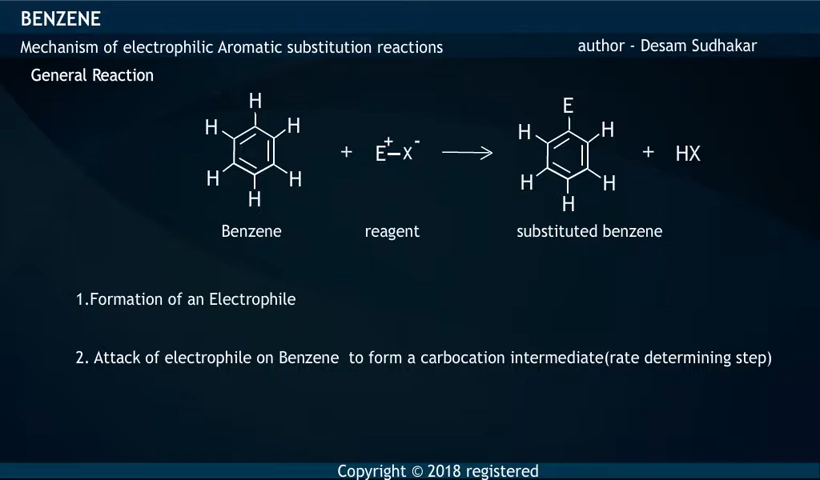 BENZENE
Mechanism of electrophilic Aromatic substitution reactions
author - Desam Sudhakar
General Reaction
H
H H
H H
H
+ E+–x-
E
H H
H H
H
+ HX
Benzene
reagent
substituted benzene
1.Formation of an Electrophile
2. Attack of electrophile on Benzene to form a carbocation intermediate(rate determining step)
Copyright © 2018 registered